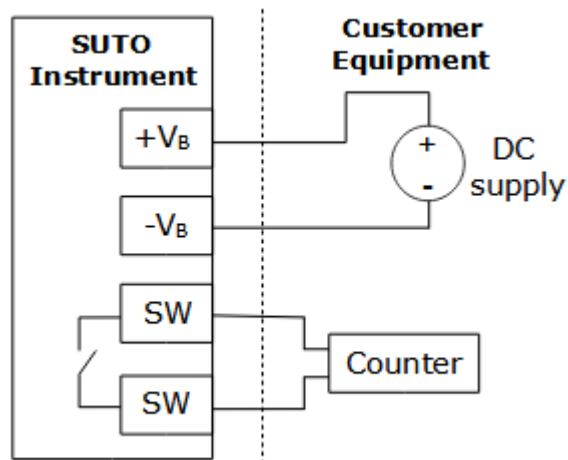 SUTO
Instrument
Customer
Equipment
+VB
+
-
DC
supply
-VB
SW
Counter
SW